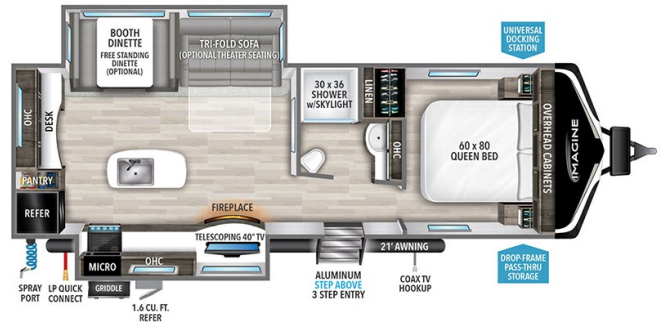 UNIVERSAL
DOCKING
STATION
BOOTH
DINETTE
FREE STANDING
DINETTE
(OPTIONAL)
TRI-FOLD SOFA
(OPTIONAL THEATER SEATING)
30 x 36
SHOWER
w/SKYLIGHT
LINEN
OHC
DESK
OHC
60 x 80
QUEEN BED
OVERHEAD CABINETS
IMAGINE
PANTRY
REFER
FIREPLACE
TELESCOPING 40" TV
MICRO
OHC
GRIDDLE
1.6 CU. FT.
REFER
SPRAY
PORT
LP QUICK
CONNECT
ALUMINUM
STEP ABOVE
3 STEP ENTRY
21' AWNING
COAX TV
HOOKUP
DROP-FRAME
PASS-THRU
STORAGE